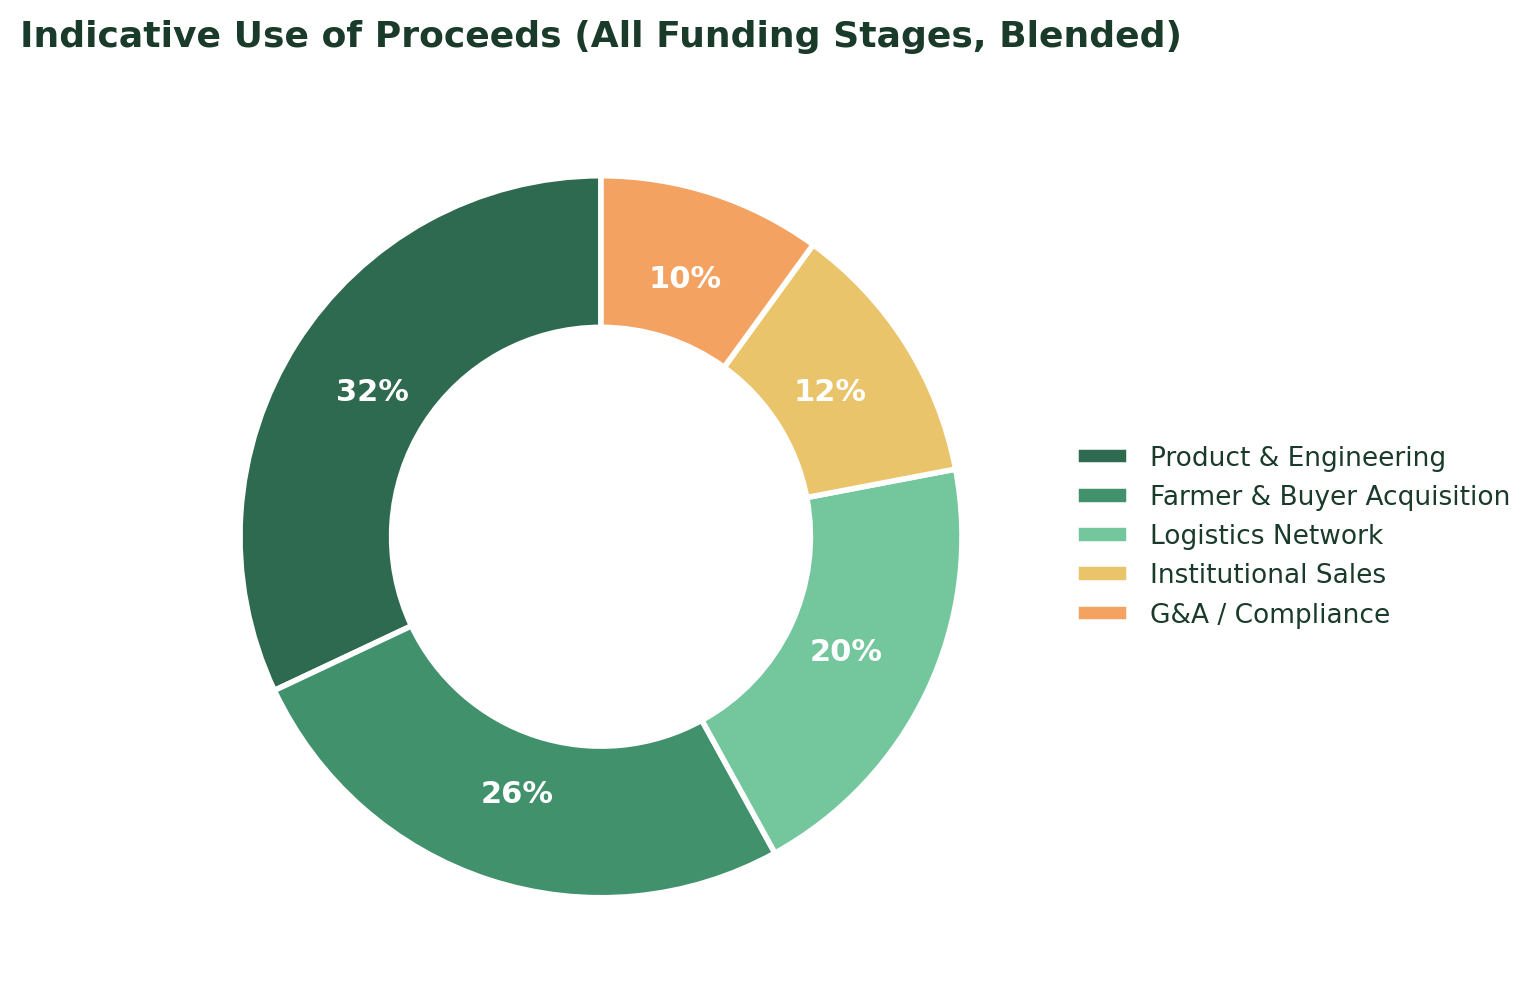 Indicative Use of Proceeds (All Funding Stages, Blended)
10%
32%
12%
Product & Engineering
Farmer & Buyer Acquisition
Logistics Network
Institutional Sales
G&A / Compliance
20%
26%